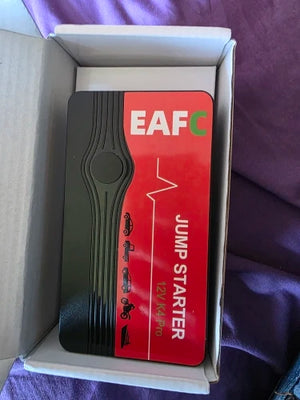 EAFC
JUMP STARTER
12V K4 Pro